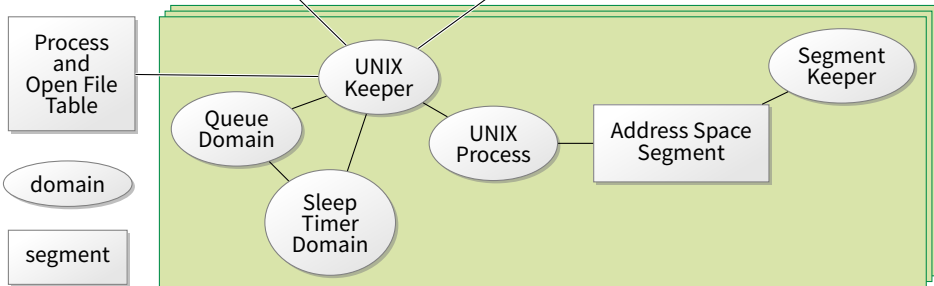 Process
and
Open File
Table
UNIX
Keeper
Segment
Keeper
Queue
Domain
UNIX
Process
Address Space
Segment
domain
Sleep
Timer
Domain
segment